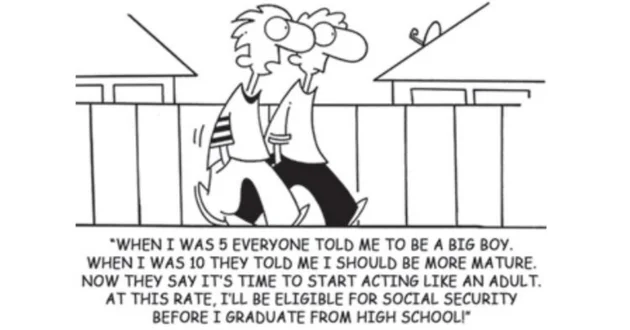 "WHEN I WAS 5 EVERYONE TOLD ME TO BE A BIG BOY.
WHEN I WAS 10 THEY TOLD ME I SHOULD BE MORE MATURE.
NOW THEY SAY IT'S TIME TO START ACTING LIKE AN ADULT.
AT THIS RATE, I'LL BE ELIGIBLE FOR SOCIAL SECURITY
BEFORE I GRADUATE FROM HIGH SCHOOL!"